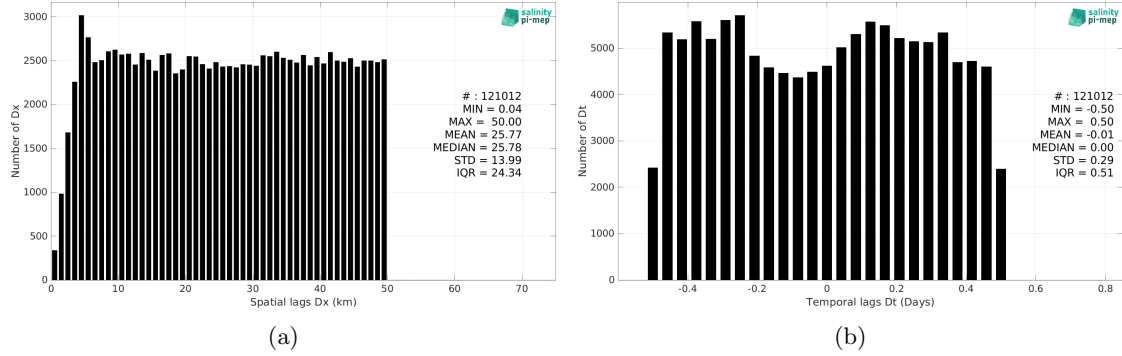 3000
2500
2000
1500
1000
500
0
Number of Dx
0
10
20
30
40
50
60
70
Spatial lags Dx (km)
salinity
pi-mep
# : 121012
MIN = 0.04
MAX = 50.00
MEAN = 25.77
MEDIAN = 25.78
STD = 13.99
IQR = 24.34
(a)
5000
4000
3000
2000
1000
0
Number of Dt
-0.4
-0.2
0
0.2
0.4
0.6
0.8
Temporal lags Dt (Days)
salinity
pi-mep
# : 121012
MIN = -0.50
MAX = 0.50
MEAN = -0.01
MEDIAN = 0.00
STD = 0.29
IQR = 0.51
(b)